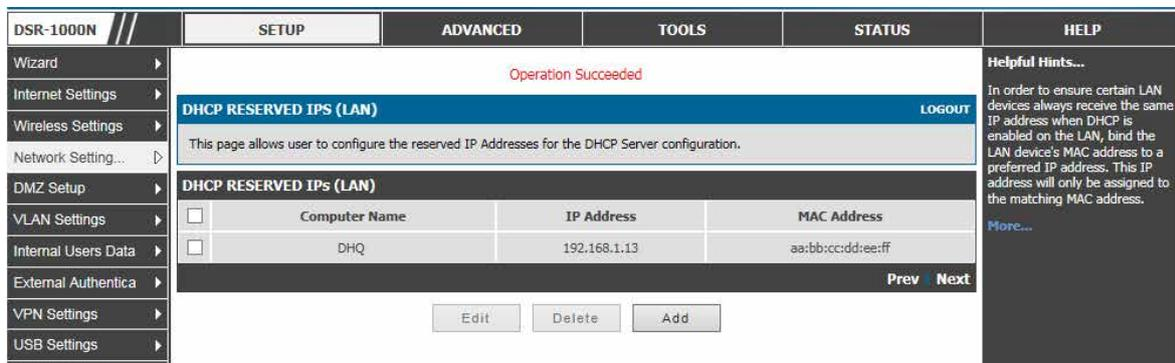 DSR-1000N
SETUP
ADVANCED
TOOLS
STATUS
HELP
Wizard
Internet Settings
Wireless Settings
Network Setting...
DMZ Setup
VLAN Settings
Internal Users Data
External Authentica
VPN Settings
USB Settings
Operation Succeeded
DHCP RESERVED IPS (LAN)
LOGOUT
This page allows user to configure the reserved IP Addresses for the DHCP Server configuration.
DHCP RESERVED IPs (LAN)
Computer Name IP Address MAC Address
DHQ 192.168.1.13 aa:bb:cc:dd:ee:ff
Prev | Next
Edit Delete Add
Helpful Hints...
In order to ensure certain LAN
devices always receive the same
IP address when DHCP is
enabled on the LAN, bind the
LAN device's MAC address to a
preferred IP address. This IP
address will only be assigned to
the matching MAC address.
More...